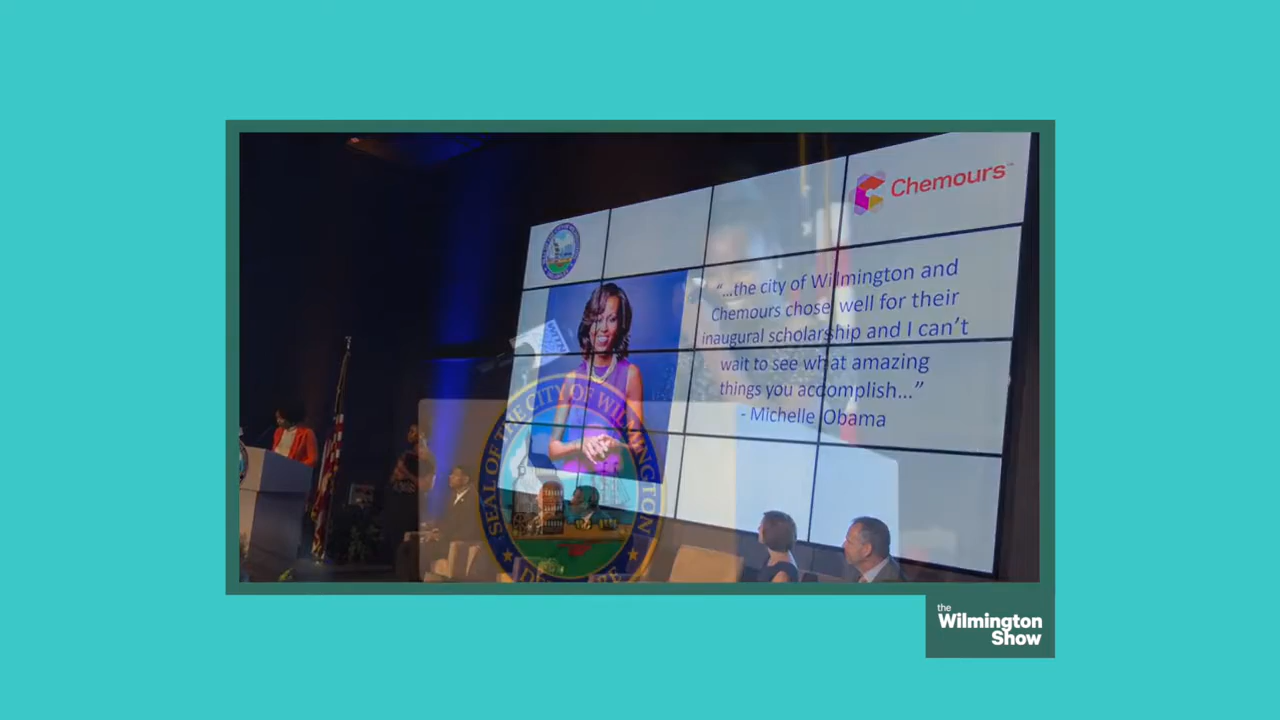 Chemours™
"...the city of Wilmington and
Chemours chose well for their
inaugural scholarship and I can't
wait to see what amazing
things you accomplish..."
- Michelle Obama
SEAL OF THE CITY OF WILMINGTON
the
Wilmington
Show